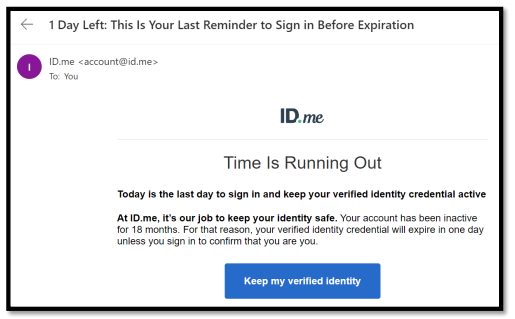 1 Day Left: This Is Your Last Reminder to Sign in Before Expiration
I
ID.me <account@id.me>
To: You
ID.me
Time Is Running Out
Today is the last day to sign in and keep your verified identity credential active
At ID.me, it's our job to keep your identity safe. Your account has been inactive
for 18 months. For that reason, your verified identity credential will expire in one day
unless you sign in to confirm that you are you.
Keep my verified identity